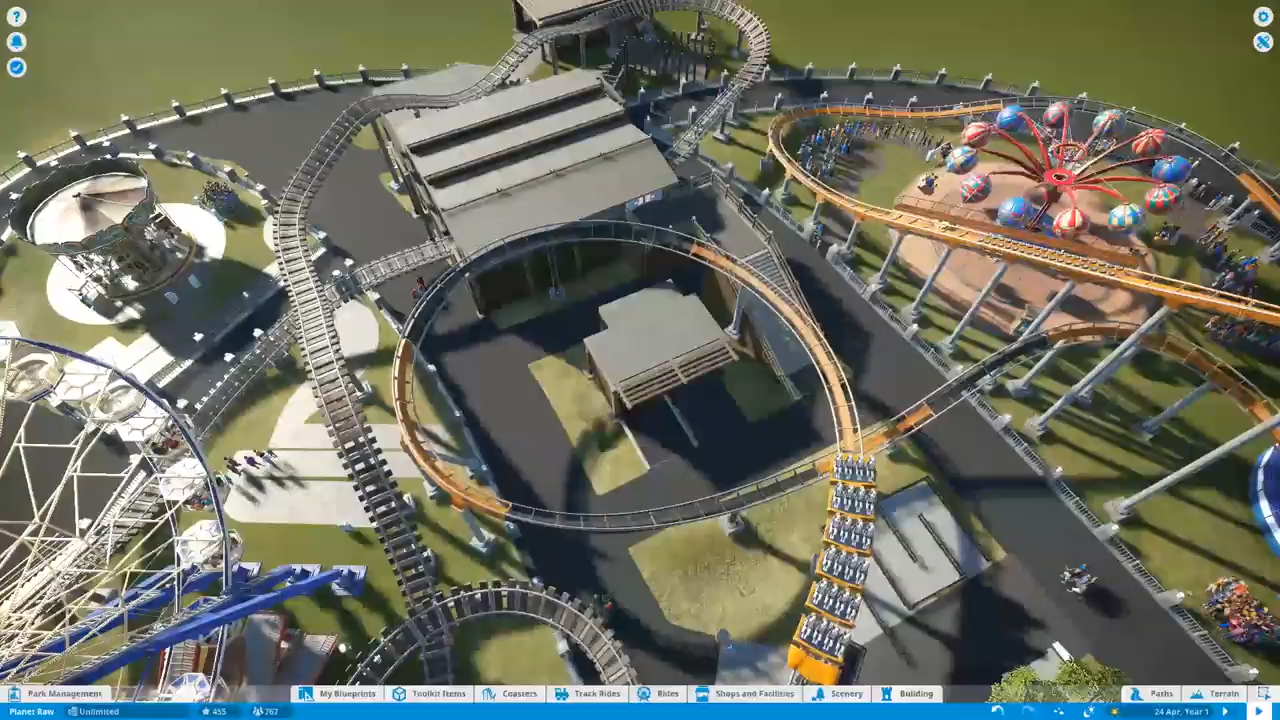 ?
Park Management
My Blueprints
Toolkit Items
Coasters
Track Rides
Rides
Shops and Facilities
Scenery
Building
Paths
Terrain
Planet Raw
Unlimited
455
767
24 Apr, Year 1